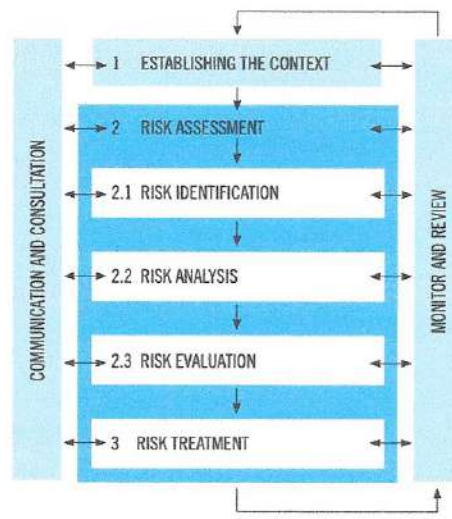 1 ESTABLISHING THE CONTEXT
2 RISK ASSESSMENT
2.1 RISK IDENTIFICATION
2.2 RISK ANALYSIS
2.3 RISK EVALUATION
3 RISK TREATMENT
COMMUNICATION AND CONSULTATION
MONITOR AND REVIEW